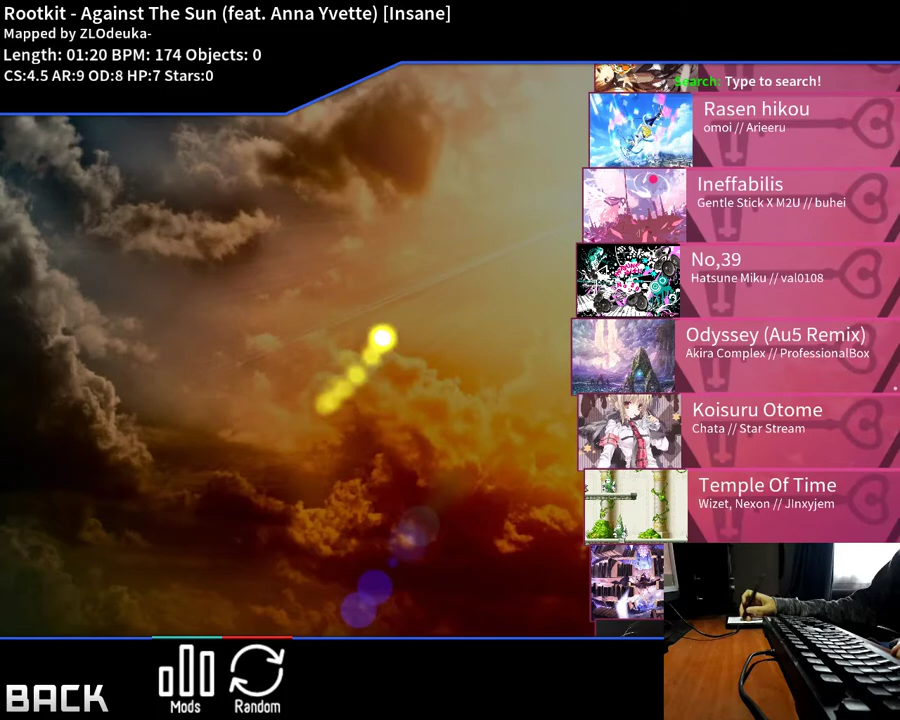 Rootkit - Against The Sun (feat. Anna Yvette) [Insane]
Mapped by ZLOdeuka-
Length: 01:20 BPM: 174 Objects: 0
CS:4.5 AR:9 OD:8 HP:7 Stars:0
Search: Type to search!
Rasen hikou
omoi // Arieeru
Ineffabilis
Gentle Stick X M2U // buhei
No,39
Hatsune Miku // val0108
Odyssey (Au5 Remix)
Akira Complex // ProfessionalBox
Koisuru Otome
Chata // Star Stream
Temple Of Time
Wizet, Nexon // JInxyjem
BACK
Mods
Random